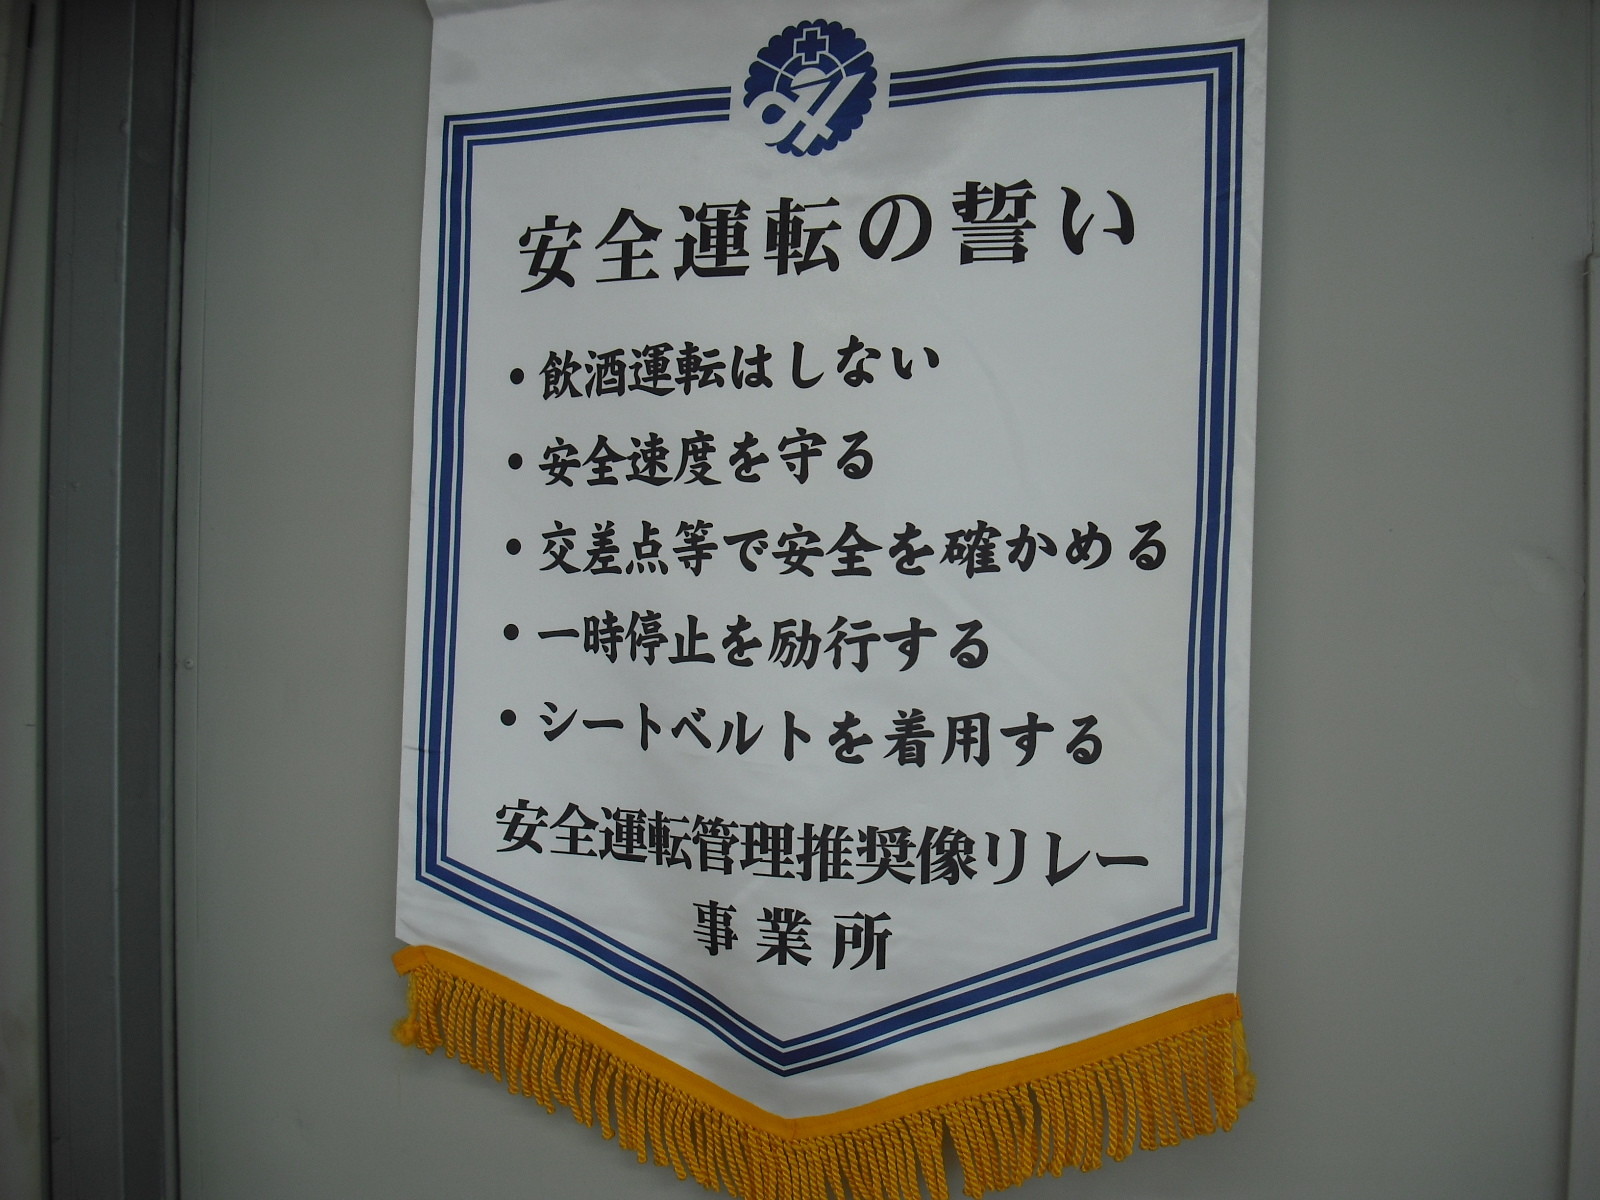 安全運転の誓い
・飲酒運転はしない
・安全速度を守る
・交差点等で安全を確かめる
・一時停止を励行する
・シートベルトを着用する
安全運転管理推奨像リレー
事業所